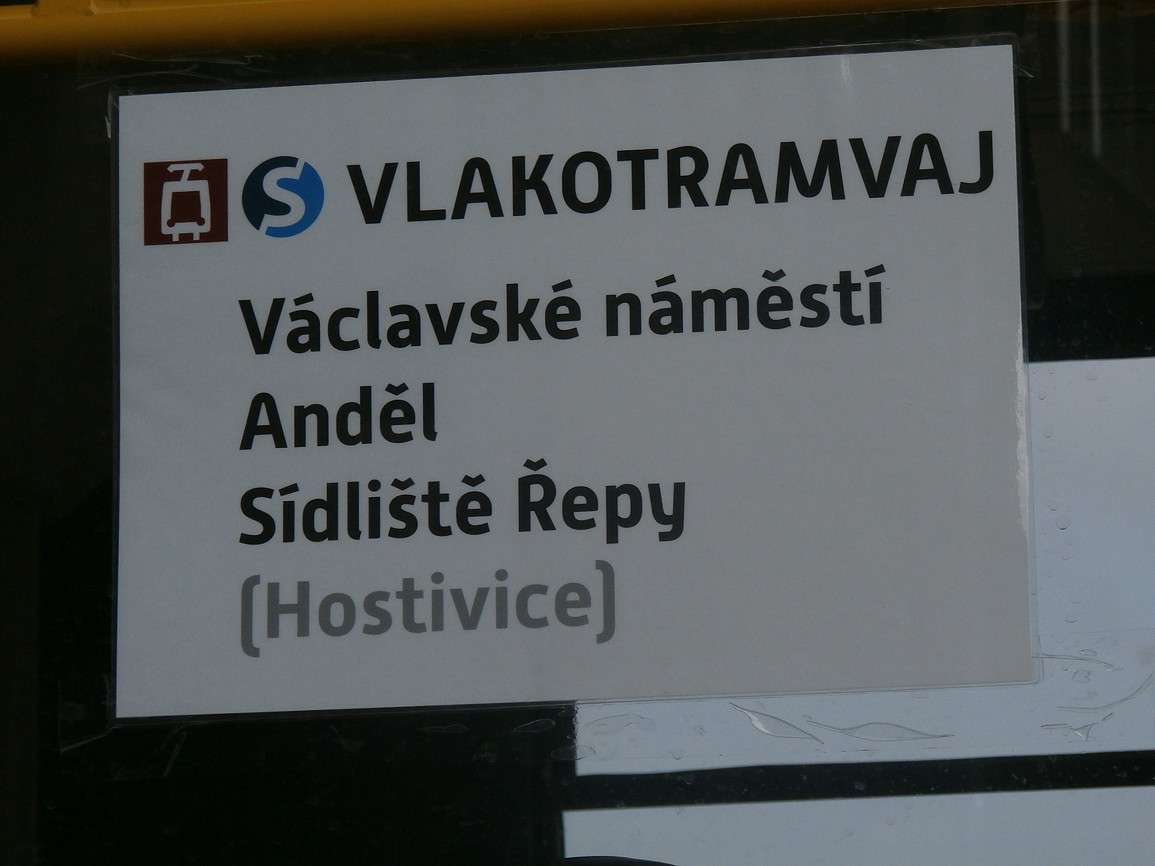 S VLAKOTRAMVAJ
Václavské náměstí
Anděl
Sídliště Řepy
(Hostivice)